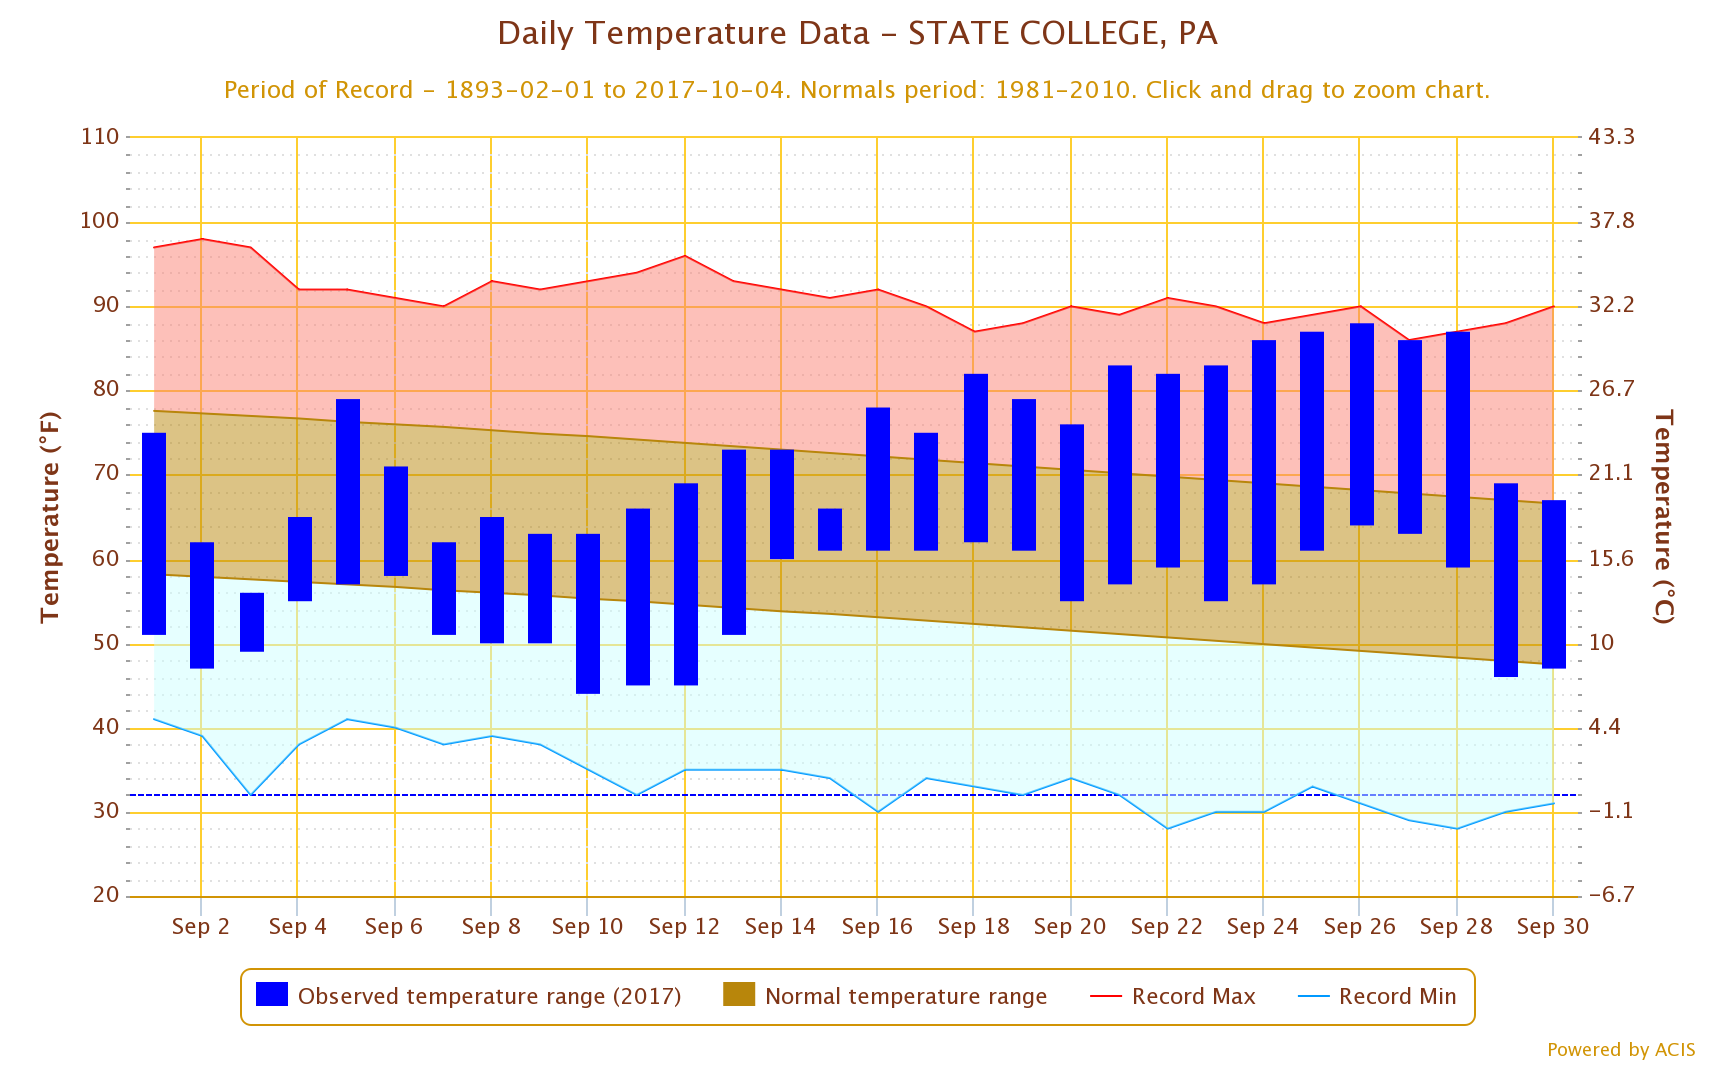 Daily Temperature Data – STATE COLLEGE, PA
Period of Record – 1893–02–01 to 2017–10–04. Normals period: 1981–2010. Click and drag to zoom chart.
110
100
90
80
70
60
50
40
30
20
Temperature (°F)
43.3
37.8
32.2
26.7
21.1
15.6
10
4.4
–1.1
–6.7
Temperature (°C)
Sep 2 Sep 4 Sep 6 Sep 8 Sep 10 Sep 12 Sep 14 Sep 16 Sep 18 Sep 20 Sep 22 Sep 24 Sep 26 Sep 28 Sep 30
Observed temperature range (2017) Normal temperature range Record Max Record Min
Powered by ACIS